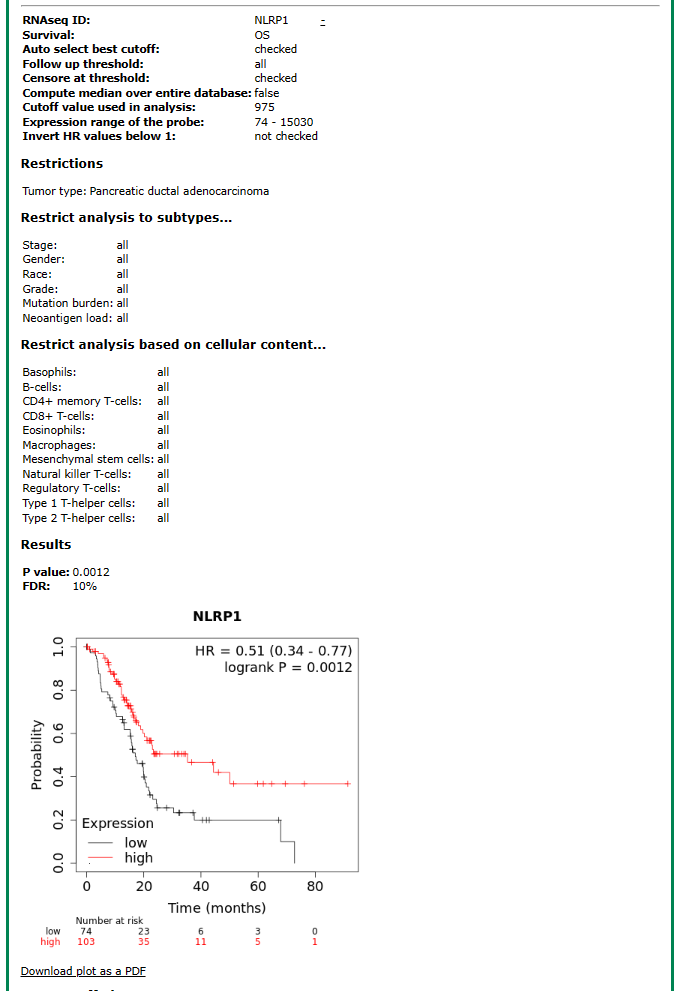 RNAseq ID: NLRP1 -
Survival: OS
Auto select best cutoff: checked
Follow up threshold: all
Censore at threshold: checked
Compute median over entire database: false
Cutoff value used in analysis: 975
Expression range of the probe: 74 - 15030
Invert HR values below 1: not checked
Restrictions
Tumor type: Pancreatic ductal adenocarcinoma
Restrict analysis to subtypes...
Stage: all
Gender: all
Race: all
Grade: all
Mutation burden: all
Neoantigen load: all
Restrict analysis based on cellular content...
Basophils: all
B-cells: all
CD4+ memory T-cells: all
CD8+ T-cells: all
Eosinophils: all
Macrophages: all
Mesenchymal stem cells: all
Natural killer T-cells: all
Regulatory T-cells: all
Type 1 T-helper cells: all
Type 2 T-helper cells: all
Results
P value: 0.0012
FDR: 10%
NLRP1
HR = 0.51 (0.34 - 0.77)
logrank P = 0.0012
1.0
0.8
0.6
0.4
0.2
0.0
Probability
Expression
low
high
0 20 40 60 80
Time (months)
Number at risk
low 74 23 6 3 0
high 103 35 11 5 1
Download plot as a PDF